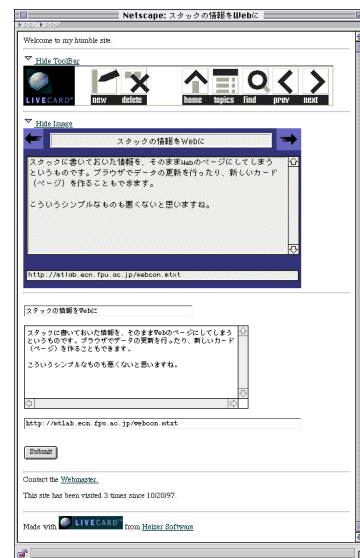 Netscape: スタックの情報をWebに
Welcome to my humble site.
Hide ToolBar
LIVECARD™
new delete home topics find prev next
Hide Image
スタックの情報をWebに
スタックに書いておいた情報を、そのままWebのページにしてしまう
というものです。ブラウザでデータの更新を行ったり、新しいカード
（ページ）を作ることもできます。
こういうシンプルなものも悪くないと思いますね。
http://mtlab.ecn.fpu.ac.jp/webcon.mtxt
スタックの情報をWebに
スタックに書いておいた情報を、そのままWebのページにしてしまう
というものです。ブラウザでデータの更新を行ったり、新しいカード
（ページ）を作ることもできます。
こういうシンプルなものも悪くないと思いますね。
http://mtlab.ecn.fpu.ac.jp/webcon.mtxt
Submit
Contact the Webmaster.
This site has been visited 3 times since 10/20/97.
Made with LIVECARD™ from Heizer Software